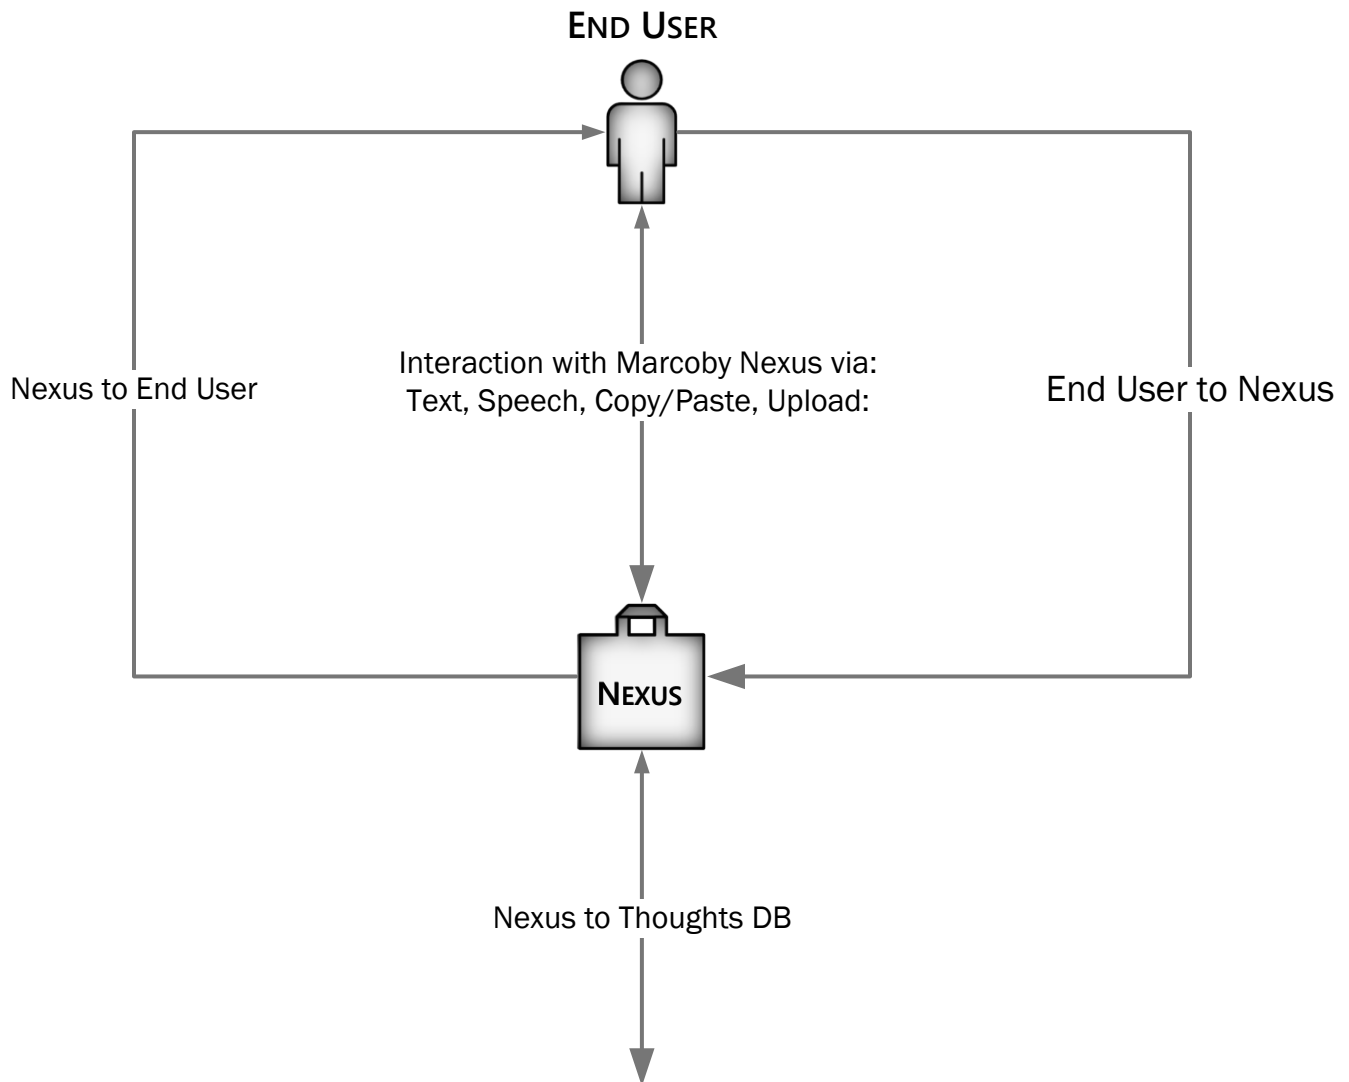 END USER
Interaction with Marcoby Nexus via:
Text, Speech, Copy/Paste, Upload:
Nexus to End User
End User to Nexus
NEXUS
Nexus to Thoughts DB